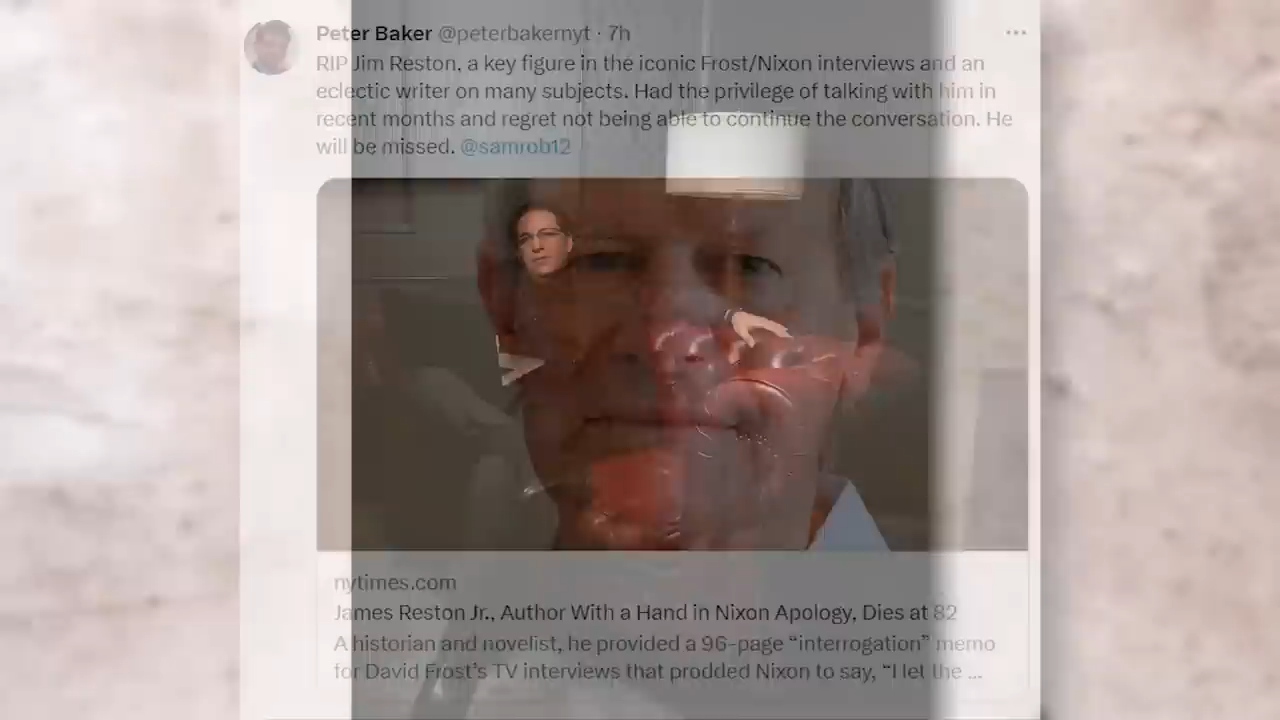 Peter Baker @peterbakernyt · 7h
RIP Jim Reston, a key figure in the iconic Frost/Nixon interviews and an
eclectic writer on many subjects. Had the privilege of talking with him in
recent months and regret not being able to continue the conversation. He
will be missed. @samrob12
nytimes.com
James Reston Jr., Author With a Hand in Nixon Apology, Dies at 82
A historian and novelist, he provided a 96-page “interrogation” memo
for David Frost’s TV interviews that prodded Nixon to say, “I let the ...